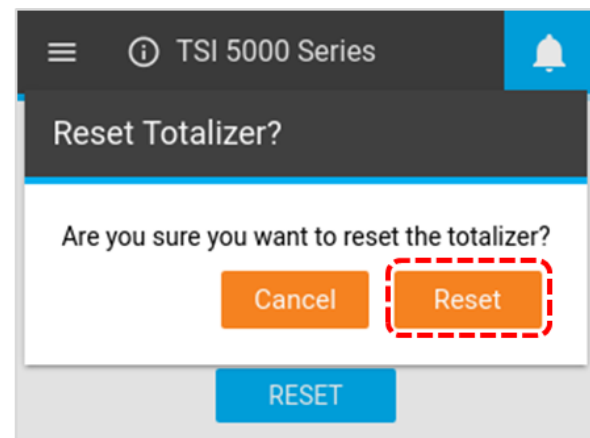 TSI 5000 Series
Reset Totalizer?
Are you sure you want to reset the totalizer?
Cancel Reset
RESET